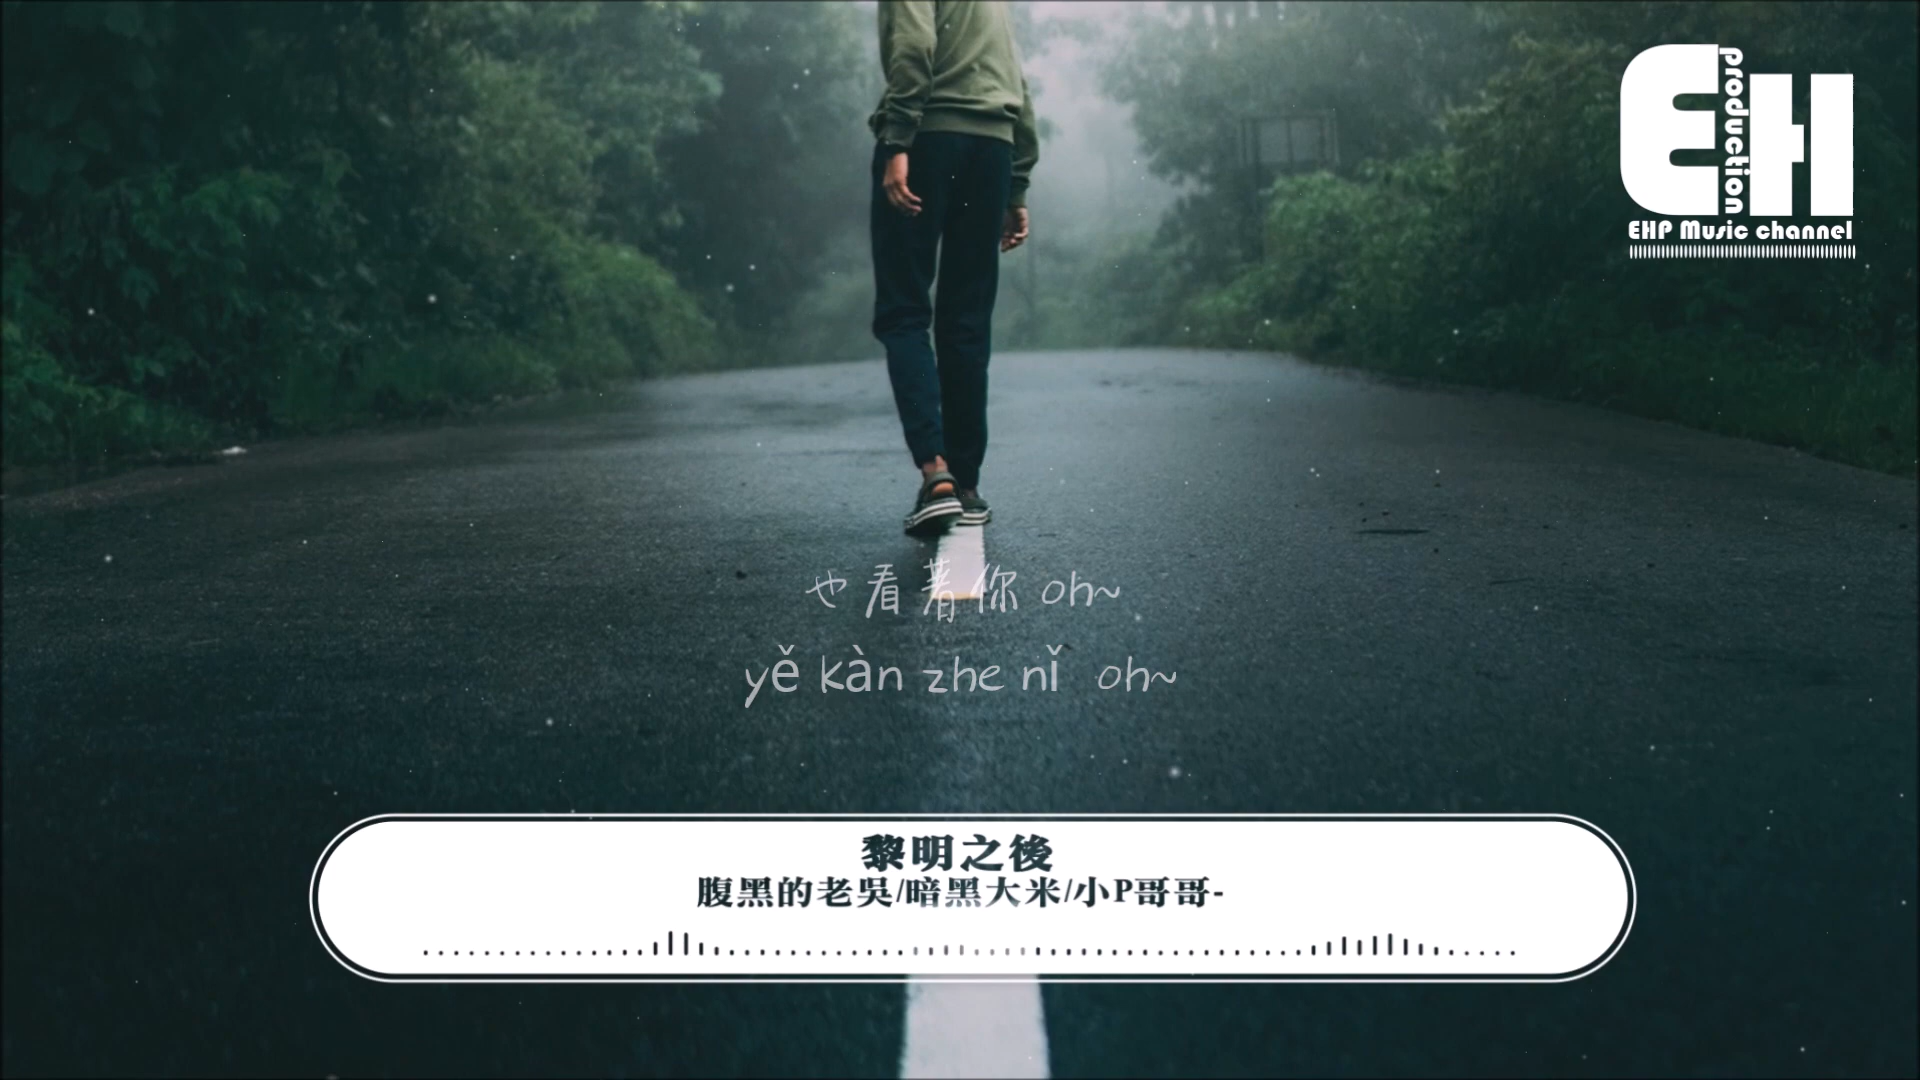 EH
production
EHP Music channel
也看著你 oh~
yě kàn zhe nǐ oh~
黎明之後
腹黑的老吳/暗黑大米/小P哥哥-